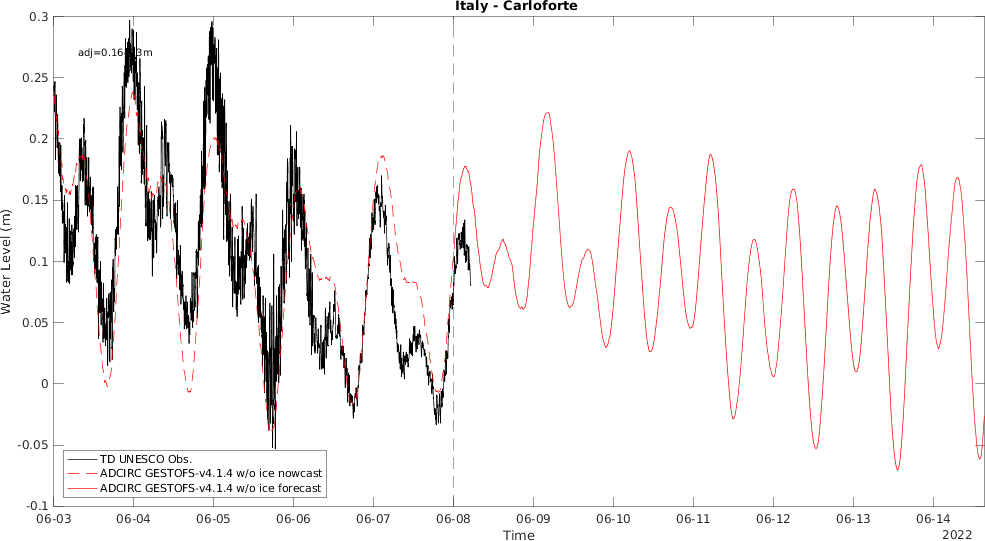 Italy - Carloforte
0.3
adj=0.16
3m
0.25
0.2
0.15
0.1
0.05
0
-0.05
-0.1
Water Level (m)
TD UNESCO Obs.
ADCIRC GESTOFS-v4.1.4 w/o ice nowcast
ADCIRC GESTOFS-v4.1.4 w/o ice forecast
06-03 06-04 06-05 06-06 06-07 06-08 06-09 06-10 06-11 06-12 06-13 06-14
Time
2022